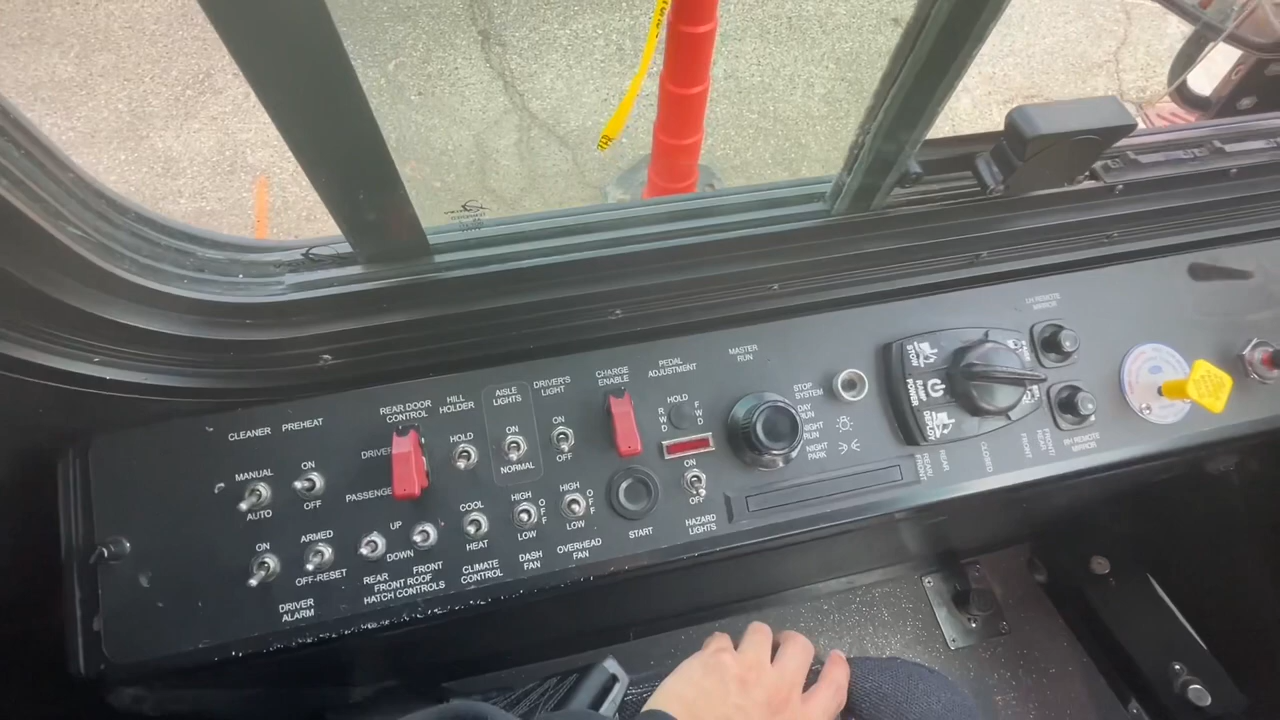 CLEANER
MANUAL
AUTO
PREHEAT
ON
OFF
REAR DOOR
CONTROL
DRIVER
PASSENGE
HILL
HOLDER
HOLD
AISLE
LIGHTS
ON
NORMAL
DRIVER'S
LIGHT
ON
OFF
CHARGE
ENABLE
PEDAL
ADJUSTMENT
HOLD
RWD
FWD
MASTER
RUN
STOP
SYSTEM
DAY
RUN
NIGHT
RUN
NIGHT
PARK
STOW
RAMP
POWER
DEPLOY
LH REMOTE
MIRROR
RH REMOTE
MIRROR
REAR/
FRONT
REAR
CLOSED
FRONT
FRONT/
REAR
ON
ARMED
OFF-RESET
DRIVER
ALARM
UP
DOWN
REAR
FRONT
FRONT ROOF
HATCH CONTROLS
COOL
HEAT
CLIMATE
CONTROL
HIGH
OFF
LOW
DASH
FAN
HIGH
OFF
LOW
OVERHEAD
FAN
START
ON
OFF
HAZARD
LIGHTS